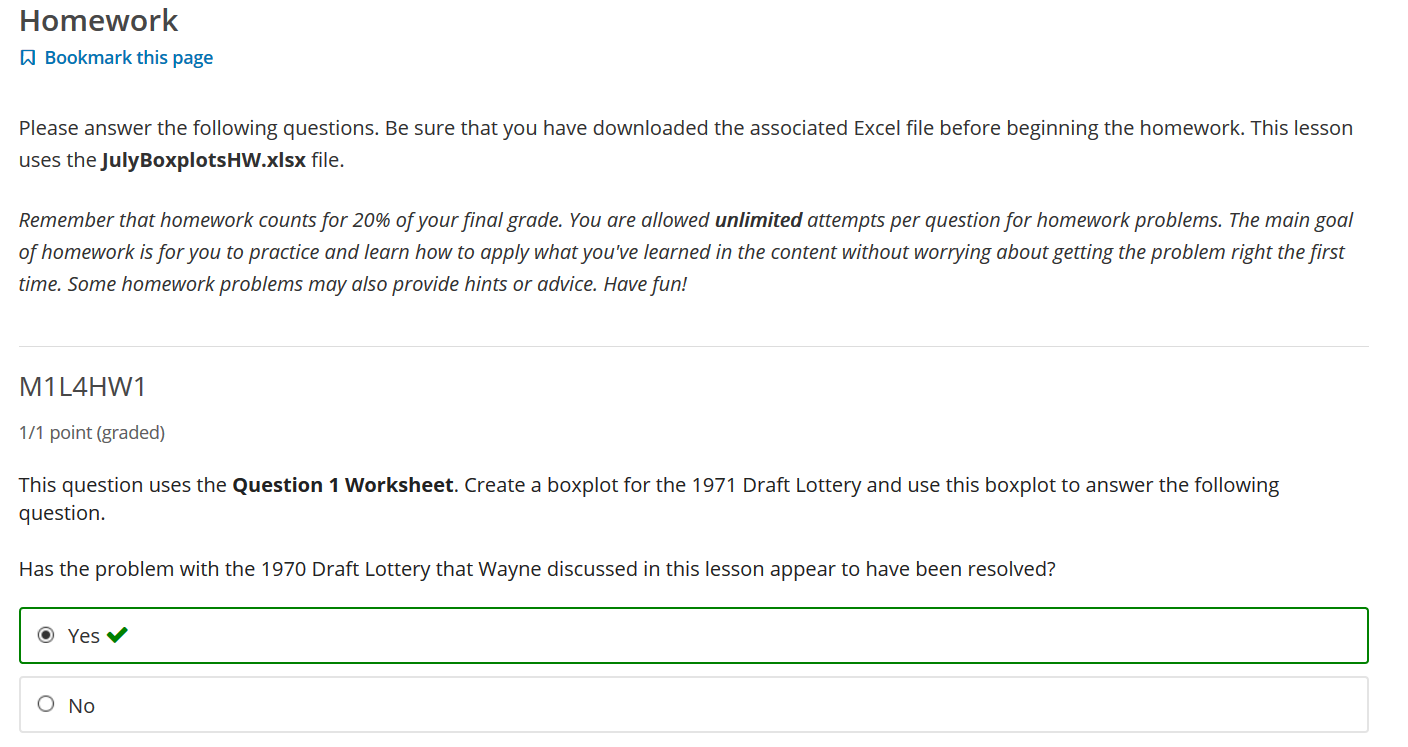 Homework
Bookmark this page
Please answer the following questions. Be sure that you have downloaded the associated Excel file before beginning the homework. This lesson
uses the JulyBoxplotsHW.xlsx file.
Remember that homework counts for 20% of your final grade. You are allowed unlimited attempts per question for homework problems. The main goal
of homework is for you to practice and learn how to apply what you've learned in the content without worrying about getting the problem right the first
time. Some homework problems may also provide hints or advice. Have fun!
M1L4HW1
1/1 point (graded)
This question uses the Question 1 Worksheet. Create a boxplot for the 1971 Draft Lottery and use this boxplot to answer the following
question.
Has the problem with the 1970 Draft Lottery that Wayne discussed in this lesson appear to have been resolved?
Yes
No